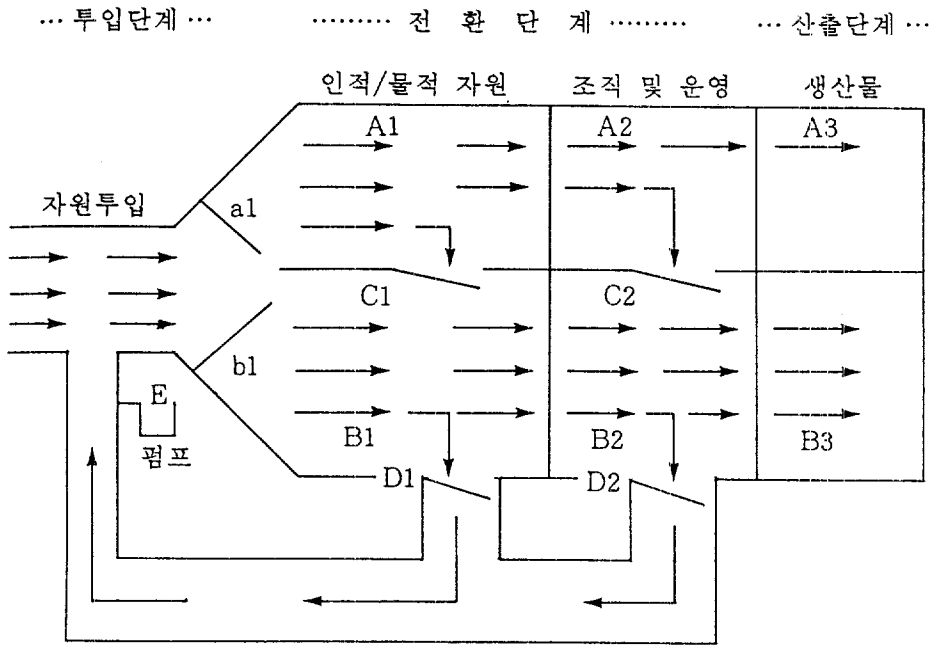 … 투입단계 … ……… 전 환 단 계 ……… … 산출단계 …
인적/물적 자원 조직 및 운영 생산물
A1 A2 A3
자원투입 a1
C1 C2
b1
E
B1 B2 B3
펌프
D1 D2